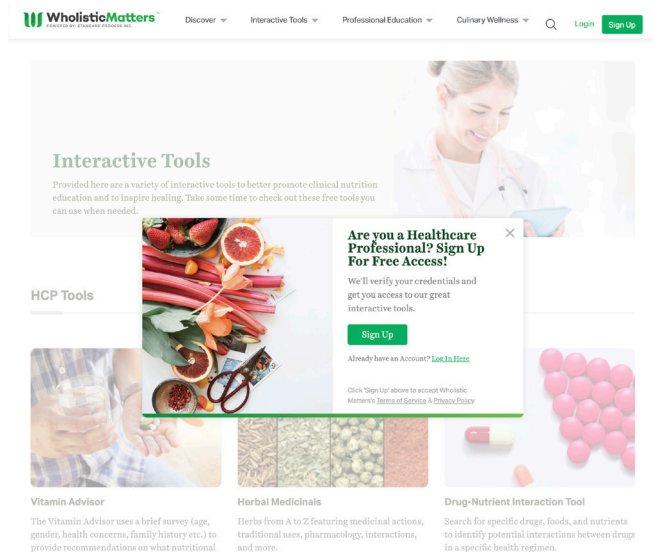 WholisticMatters™
POWERED BY: STANDARD PROCESS INC.
Discover
Interactive Tools
Professional Education
Culinary Wellness
Login
Sign Up
Interactive Tools
Provided here are a variety of interactive tools to better promote clinical nutrition
education and to inspire healing. Take some time to check out these free tools you
can use when needed.
Are you a Healthcare
Professional? Sign Up
For Free Access!
We'll verify your credentials and
get you access to our great
interactive tools.
Sign Up
Already have an Account? Log In Here
Click 'Sign Up' above to accept Wholistic
Matters's Terms of Service & Privacy Policy
HCP Tools
Vitamin Advisor
The Vitamin Advisor uses a brief survey (age,
gender, health concerns, family history etc.) to
provide recommendations on what nutritional
Herbal Medicinals
Herbs from A to Z featuring medicinal actions,
traditional uses, pharmacology, interactions,
and more.
Drug-Nutrient Interaction Tool
Search for specific drugs, foods, and nutrients
to identify potential interactions between drugs
in a specific health regimen.